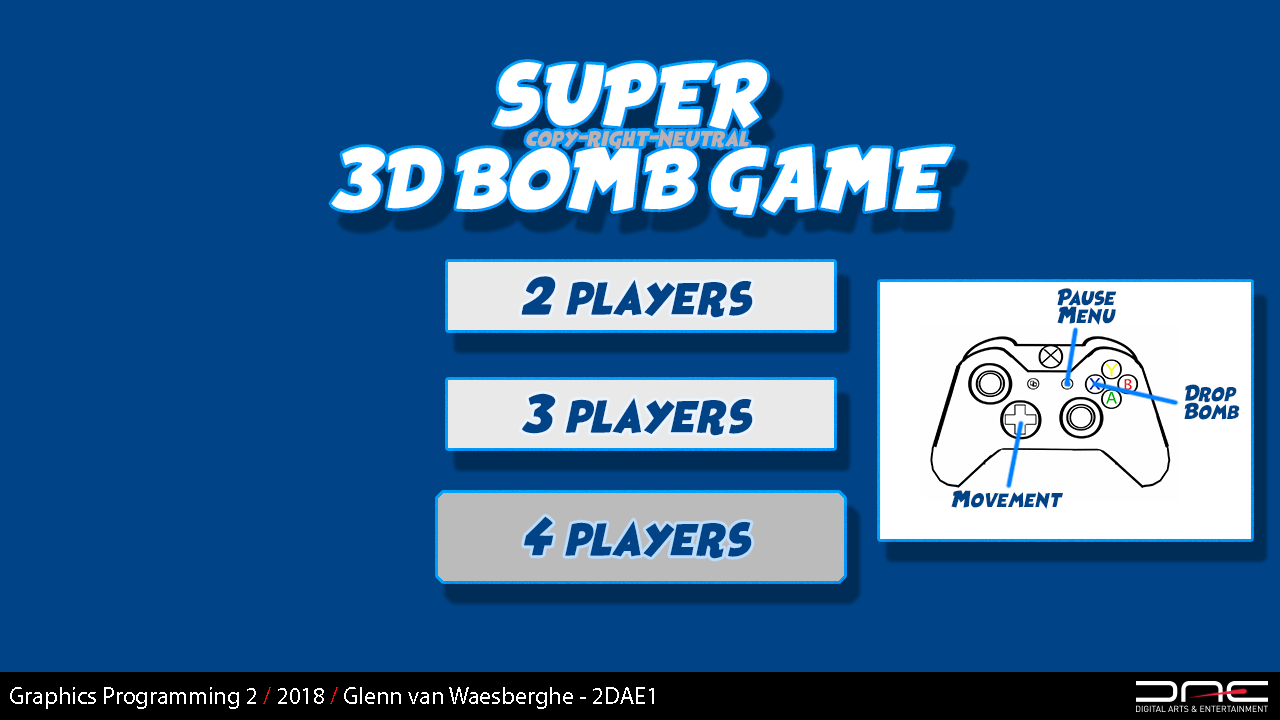 SUPER
COPY-RIGHT-NEUTRAL
3D BOMB GAME
2 PLAYERS
3 PLAYERS
4 PLAYERS
PAUSE
MENU
Y
X B
A
DROP
BOMB
MOVEMENT
Graphics Programming 2 / 2018 / Glenn van Waesberghe - 2DAE1
DAE
DIGITAL ARTS & ENTERTAINMENT